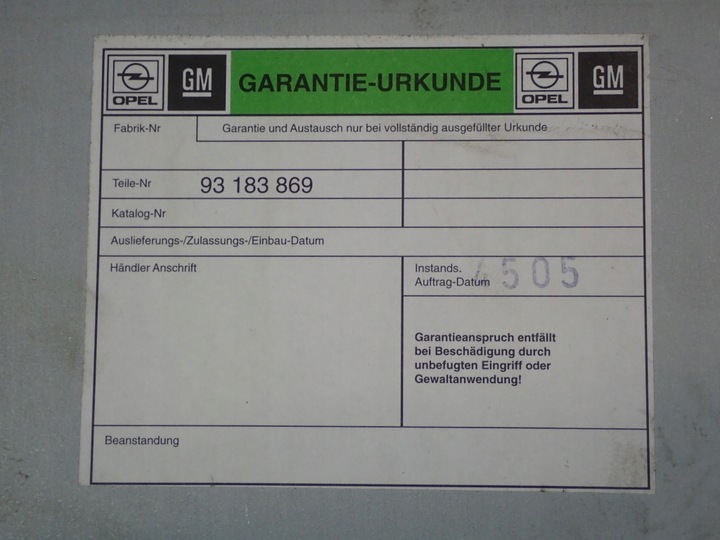 OPEL GM GARANTIE-URKUNDE OPEL GM
Fabrik-Nr
Garantie und Austausch nur bei vollständig ausgefüllter Urkunde
Teile-Nr 93 183 869
Katalog-Nr
Auslieferungs-/Zulassungs-/Einbau-Datum
Händler Anschrift
Instands.
Auftrag-Datum 4505
Garantieanspruch entfällt
bei Beschädigung durch
unbefugten Eingriff oder
Gewaltanwendung!
Beanstandung